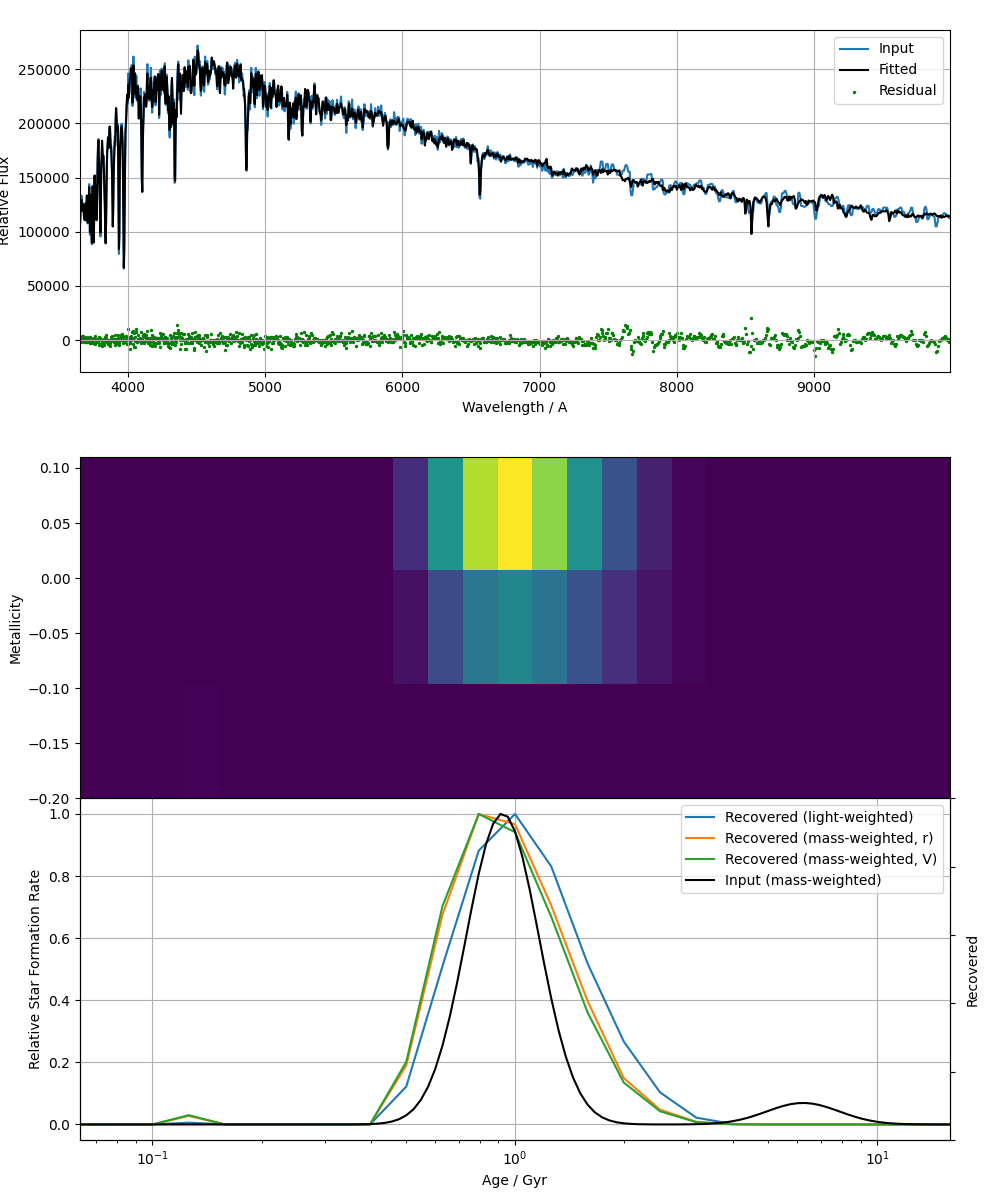 Relative Flux
250000
200000
150000
100000
50000
0
Input
Fitted
Residual
4000 5000 6000 7000 8000 9000
Wavelength / A
Metallicity
0.10
0.05
0.00
−0.05
−0.10
−0.15
−0.20
Relative Star Formation Rate
1.0
0.8
0.6
0.4
0.2
0.0
Recovered (light-weighted)
Recovered (mass-weighted, r)
Recovered (mass-weighted, V)
Input (mass-weighted)
Recovered
10⁻¹ 10⁰ 10¹
Age / Gyr